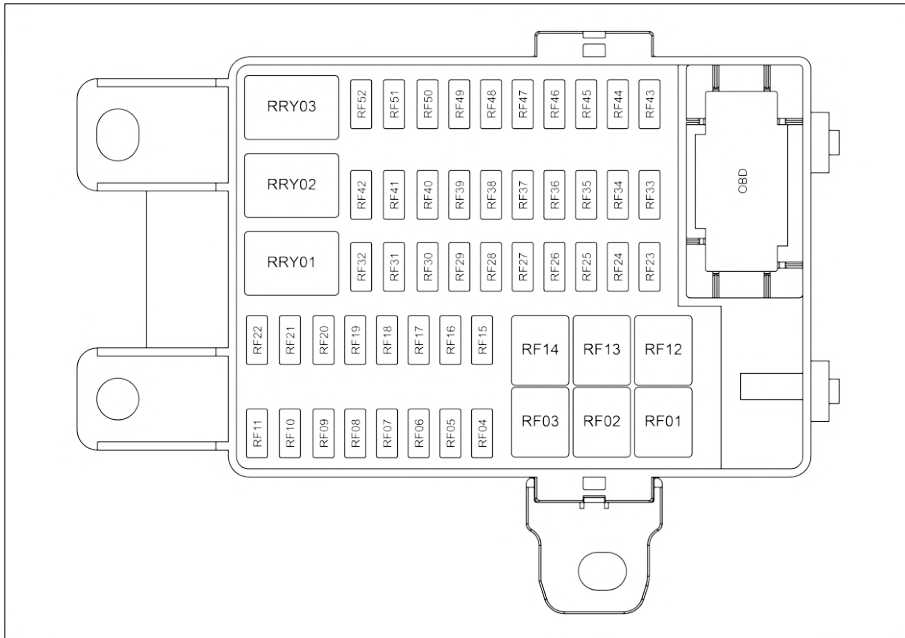 RRY03 RF52 RF51 RF50 RF49 RF48 RF47 RF46 RF45 RF44 RF43
OBD
RRY02 RF42 RF41 RF40 RF39 RF38 RF37 RF36 RF35 RF34 RF33
RRY01 RF32 RF31 RF30 RF29 RF28 RF27 RF26 RF25 RF24 RF23
RF22 RF21 RF20 RF19 RF18 RF17 RF16 RF15 RF14 RF13 RF12
RF11 RF10 RF09 RF08 RF07 RF06 RF05 RF04 RF03 RF02 RF01